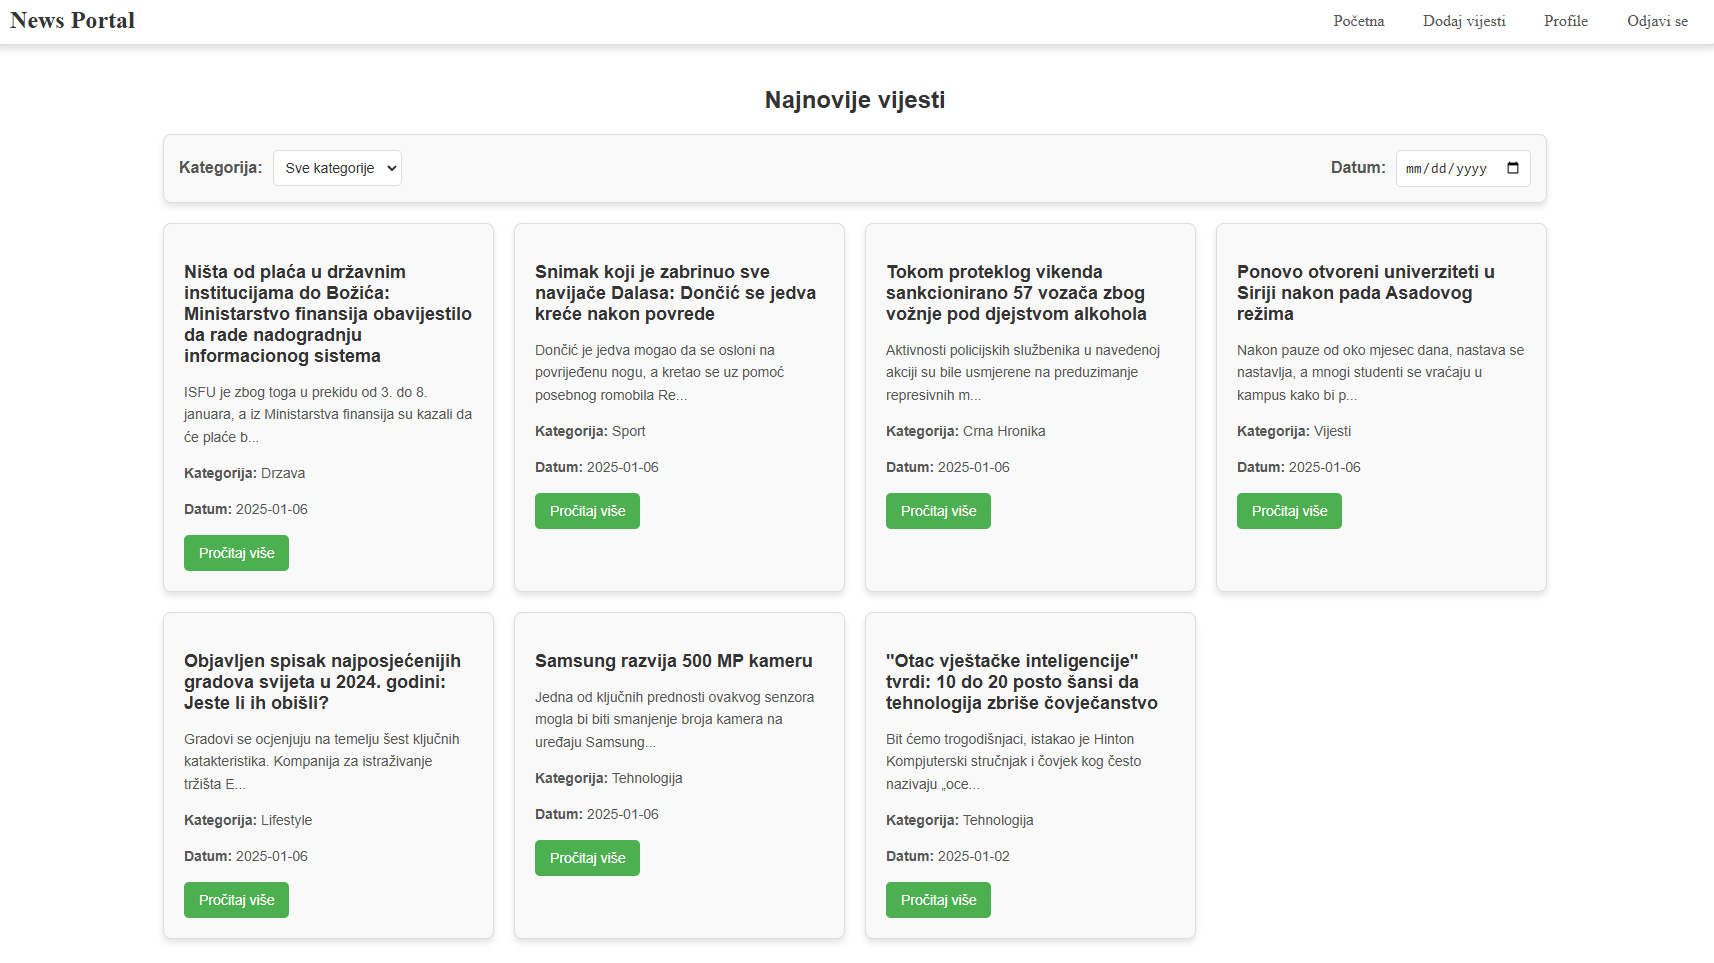 News Portal
Početna
Dodaj vijesti
Profile
Odjavi se
Najnovije vijesti
Kategorija:
Sve kategorije
Datum:
mm/dd/yyyy
Ništa od plaća u državnim
institucijama do Božića:
Ministarstvo finansija obavijestilo
da rade nadogradnju
informacionog sistema
ISFU je zbog toga u prekidu od 3. do 8.
januara, a iz Ministarstva finansija su kazali da
će plaće b...
Kategorija: Drzava
Datum: 2025-01-06
Pročitaj više
Snimak koji je zabrinuo sve
navijače Dalasa: Dončić se jedva
kreće nakon povrede
Dončić je jedva mogao da se osloni na
povrijeđenu nogu, a kretao se uz pomoć
posebnog romobila Re...
Kategorija: Sport
Datum: 2025-01-06
Pročitaj više
Tokom proteklog vikenda
sankcionirano 57 vozača zbog
vožnje pod djejstvom alkohola
Aktivnosti policijskih službenika u navedenoj
akciji su bile usmjerene na preduzimanje
represivnih m...
Kategorija: Crna Hronika
Datum: 2025-01-06
Pročitaj više
Ponovo otvoreni univerziteti u
Siriji nakon pada Asadovog
režima
Nakon pauze od oko mjesec dana, nastava se
nastavlja, a mnogi studenti se vraćaju u
kampus kako bi p...
Kategorija: Vijesti
Datum: 2025-01-06
Pročitaj više
Objavljen spisak najposjećenijih
gradova svijeta u 2024. godini:
Jeste li ih obišli?
Gradovi se ocjenjuju na temelju šest ključnih
katakteristika. Kompanija za istraživanje
tržišta E...
Kategorija: Lifestyle
Datum: 2025-01-06
Pročitaj više
Samsung razvija 500 MP kameru
Jedna od ključnih prednosti ovakvog senzora
mogla bi biti smanjenje broja kamera na
uređaju Samsung...
Kategorija: Tehnologija
Datum: 2025-01-06
Pročitaj više
"Otac vještačke inteligencije"
tvrdi: 10 do 20 posto šansi da
tehnologija zbriše čovječanstvo
Bit ćemo trogodišnjaci, istakao je Hinton
Kompjuterski stručnjak i čovjek kog često
nazivaju „oce...
Kategorija: Tehnologija
Datum: 2025-01-02
Pročitaj više